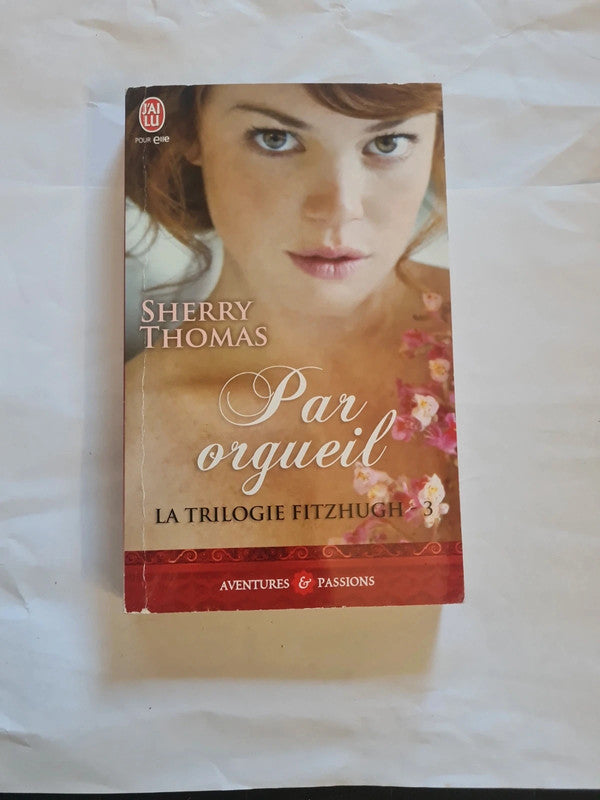 J'AI
LU
POUR elle
SHERRY
THOMAS
Par
orgueil
LA TRILOGIE FITZHUGH - 3
AVENTURES & PASSIONS